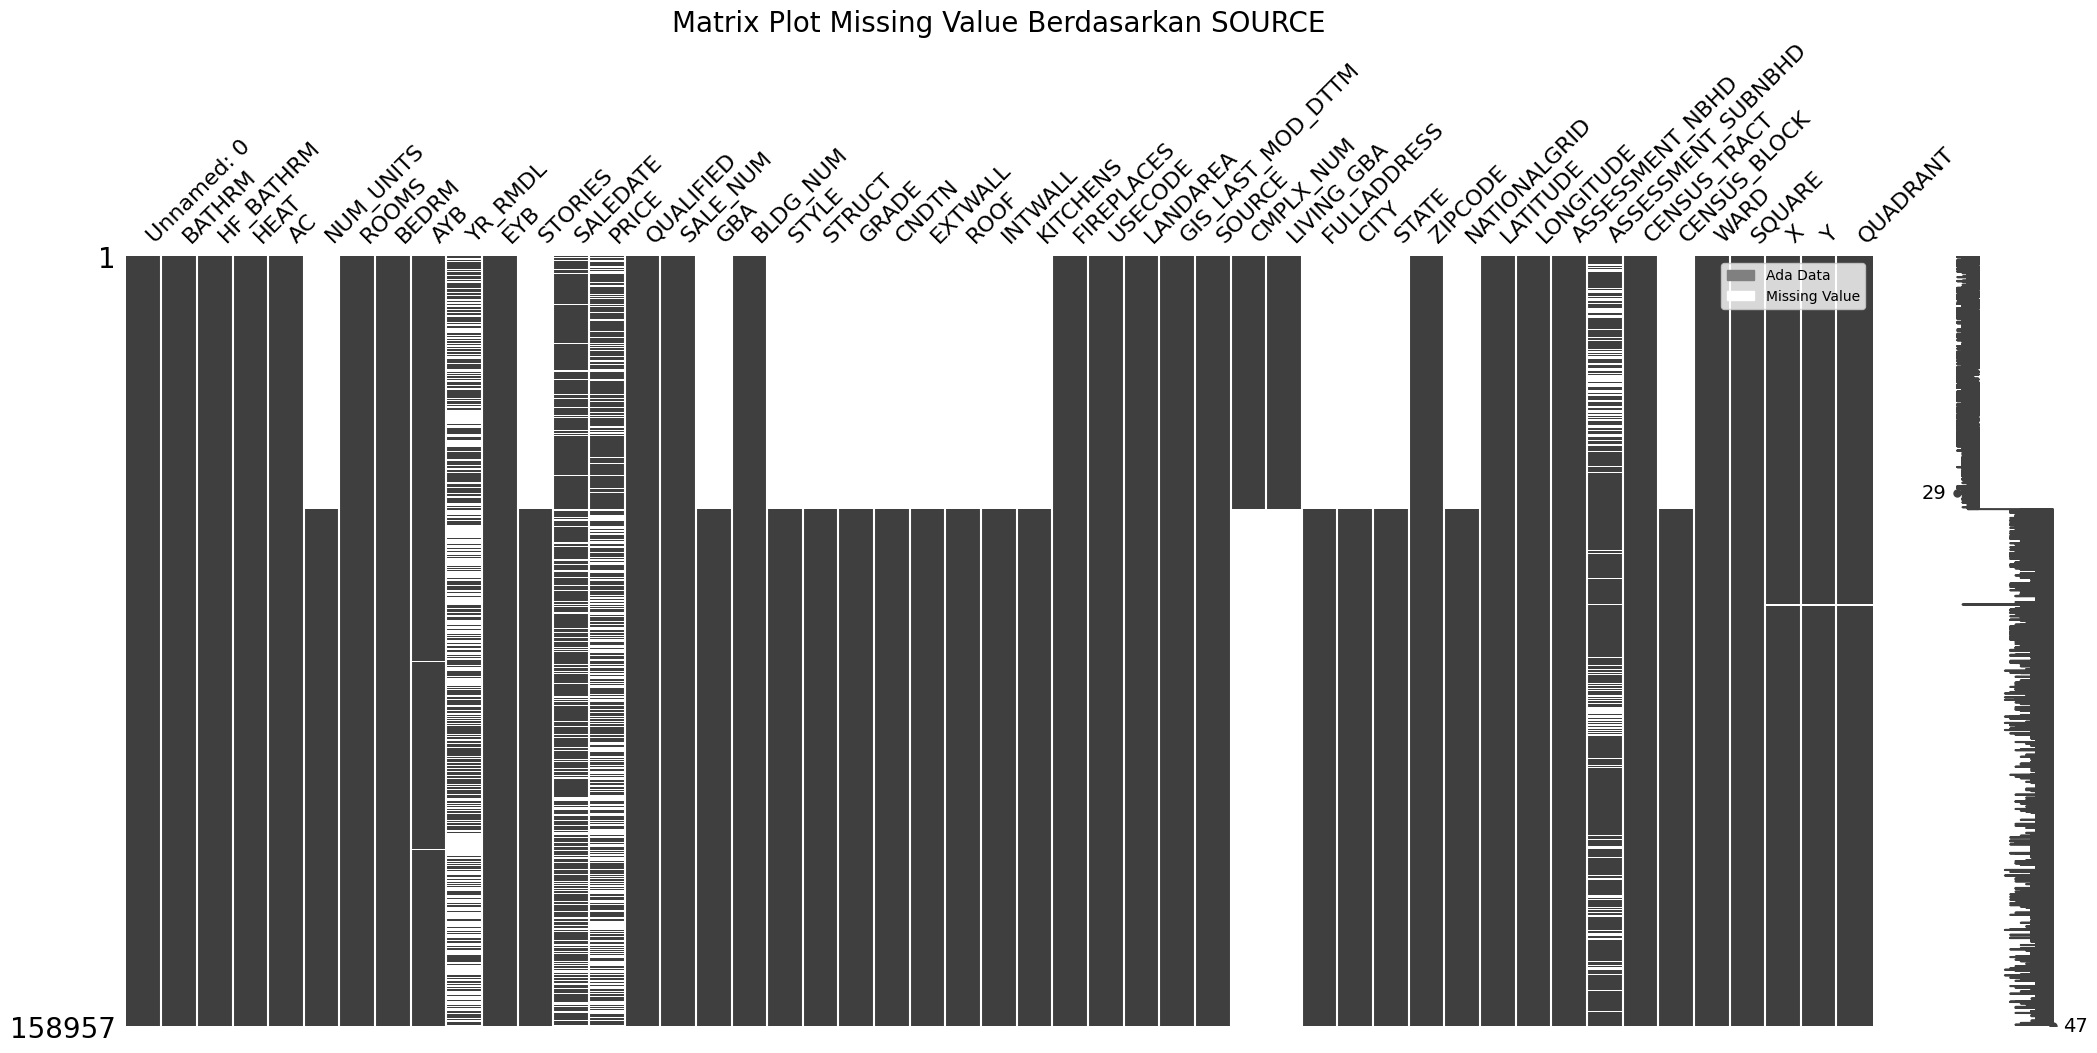 Matrix Plot Missing Value Berdasarkan SOURCE
Unnamed: 0
BATHRM
HF_BATHRM
HEAT
AC
NUM_UNITS
ROOMS
BEDRM
AYB
YR_RMDL
EYB
STORIES
SALEDATE
PRICE
QUALIFIED
SALE_NUM
GBA
BLDG_NUM
STYLE
STRUCT
GRADE
CNDTN
EXTWALL
ROOF
INTWALL
KITCHENS
FIREPLACES
USECODE
LANDAREA
GIS_LAST_MOD_DTTM
SOURCE
CMPLX_NUM
LIVING_GBA
FULLADDRESS
CITY
STATE
ZIPCODE
NATIONALGRID
LATITUDE
LONGITUDE
ASSESSMENT_NBHD
ASSESSMENT_SUBNBHD
CENSUS_TRACT
CENSUS_BLOCK
WARD
SQUARE
X
Y
QUADRANT
1
Ada Data
Missing Value
29
158957
47